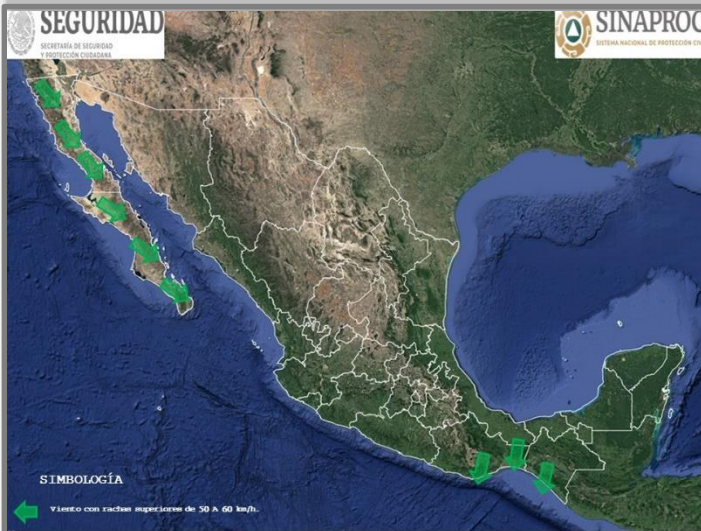 SEGURIDAD
SECRETARÍA DE SEGURIDAD
Y PROTECCIÓN CIUDADANA
SINAPROC
SISTEMA NACIONAL DE PROTECCIÓN CIV
SIMBOLOGÍA
Viento con rachas superiores de 50 A 60 km/h.